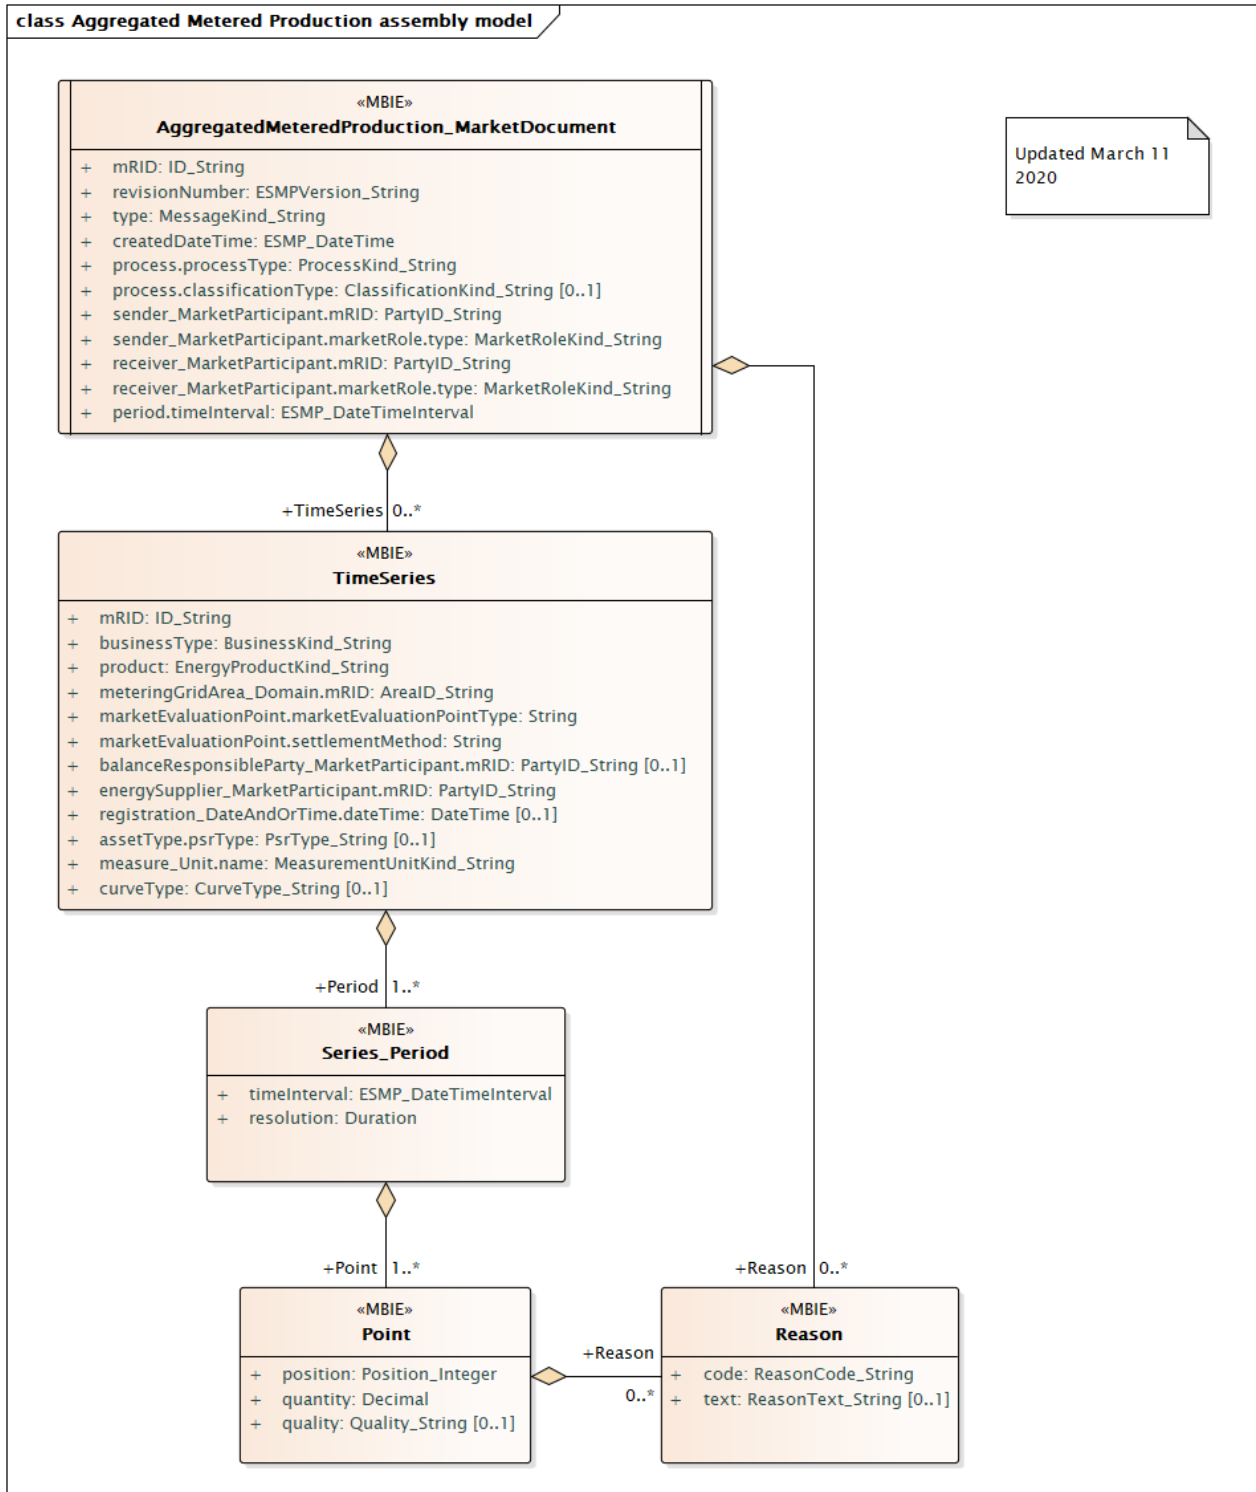 class Aggregated Metered Production assembly model
«MBIE»
AggregatedMeteredProduction_MarketDocument
+ mRID: ID_String
+ revisionNumber: ESMPVersion_String
+ type: MessageKind_String
+ createdDateTime: ESMP_DateTime
+ process.processType: ProcessKind_String
+ process.classificationType: ClassificationKind_String [0..1]
+ sender_MarketParticipant.mRID: PartyID_String
+ sender_MarketParticipant.marketRole.type: MarketRoleKind_String
+ receiver_MarketParticipant.mRID: PartyID_String
+ receiver_MarketParticipant.marketRole.type: MarketRoleKind_String
+ period.timeInterval: ESMP_DateTimeInterval
Updated March 11
2020
+TimeSeries 0..*
«MBIE»
TimeSeries
+ mRID: ID_String
+ businessType: BusinessKind_String
+ product: EnergyProductKind_String
+ meteringGridArea_Domain.mRID: AreaID_String
+ marketEvaluationPoint.marketEvaluationPointType: String
+ marketEvaluationPoint.settlementMethod: String
+ balanceResponsibleParty_MarketParticipant.mRID: PartyID_String [0..1]
+ energySupplier_MarketParticipant.mRID: PartyID_String
+ registration_DateAndOrTime.dateTime: DateTime [0..1]
+ assetType.psrType: PsrType_String [0..1]
+ measure_Unit.name: MeasurementUnitKind_String
+ curveType: CurveType_String [0..1]
+Period 1..*
«MBIE»
Series_Period
+ timeInterval: ESMP_DateTimeInterval
+ resolution: Duration
+Point 1..*
+Reason 0..*
«MBIE»
Point
+ position: Position_Integer
+ quantity: Decimal
+ quality: Quality_String [0..1]
+Reason
0..*
«MBIE»
Reason
+ code: ReasonCode_String
+ text: ReasonText_String [0..1]